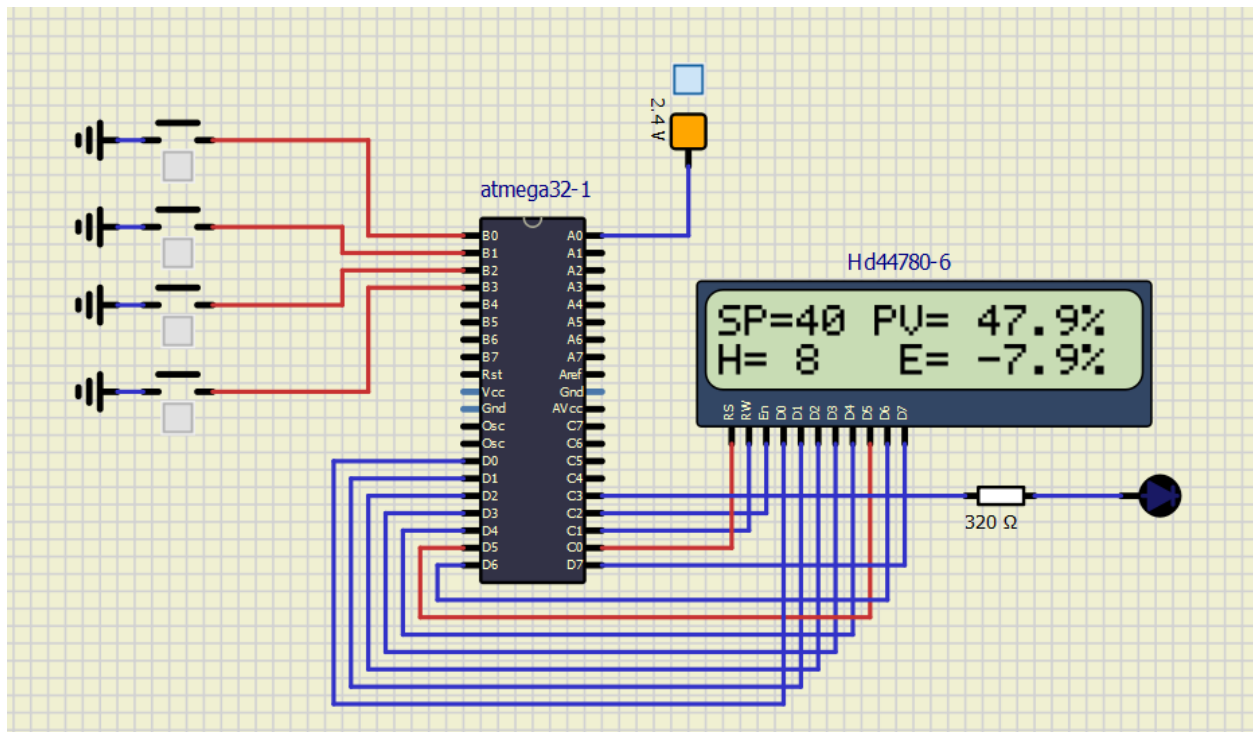 2.4 V
atmega32-1
B0 A0
B1 A1
B2 A2
B3 A3
B4 A4
B5 A5
B6 A6
B7 A7
Rst Aref
Vcc Gnd
Gnd AVcc
Osc C7
Osc C6
D0 C5
D1 C4
D2 C3
D3 C2
D4 C1
D5 C0
D6 D7
Hd44780-6
SP=40 PV= 47.9%
H= 8 E= -7.9%
RS RW En D0 D1 D2 D3 D4 D5 D6 D7
320 Ω